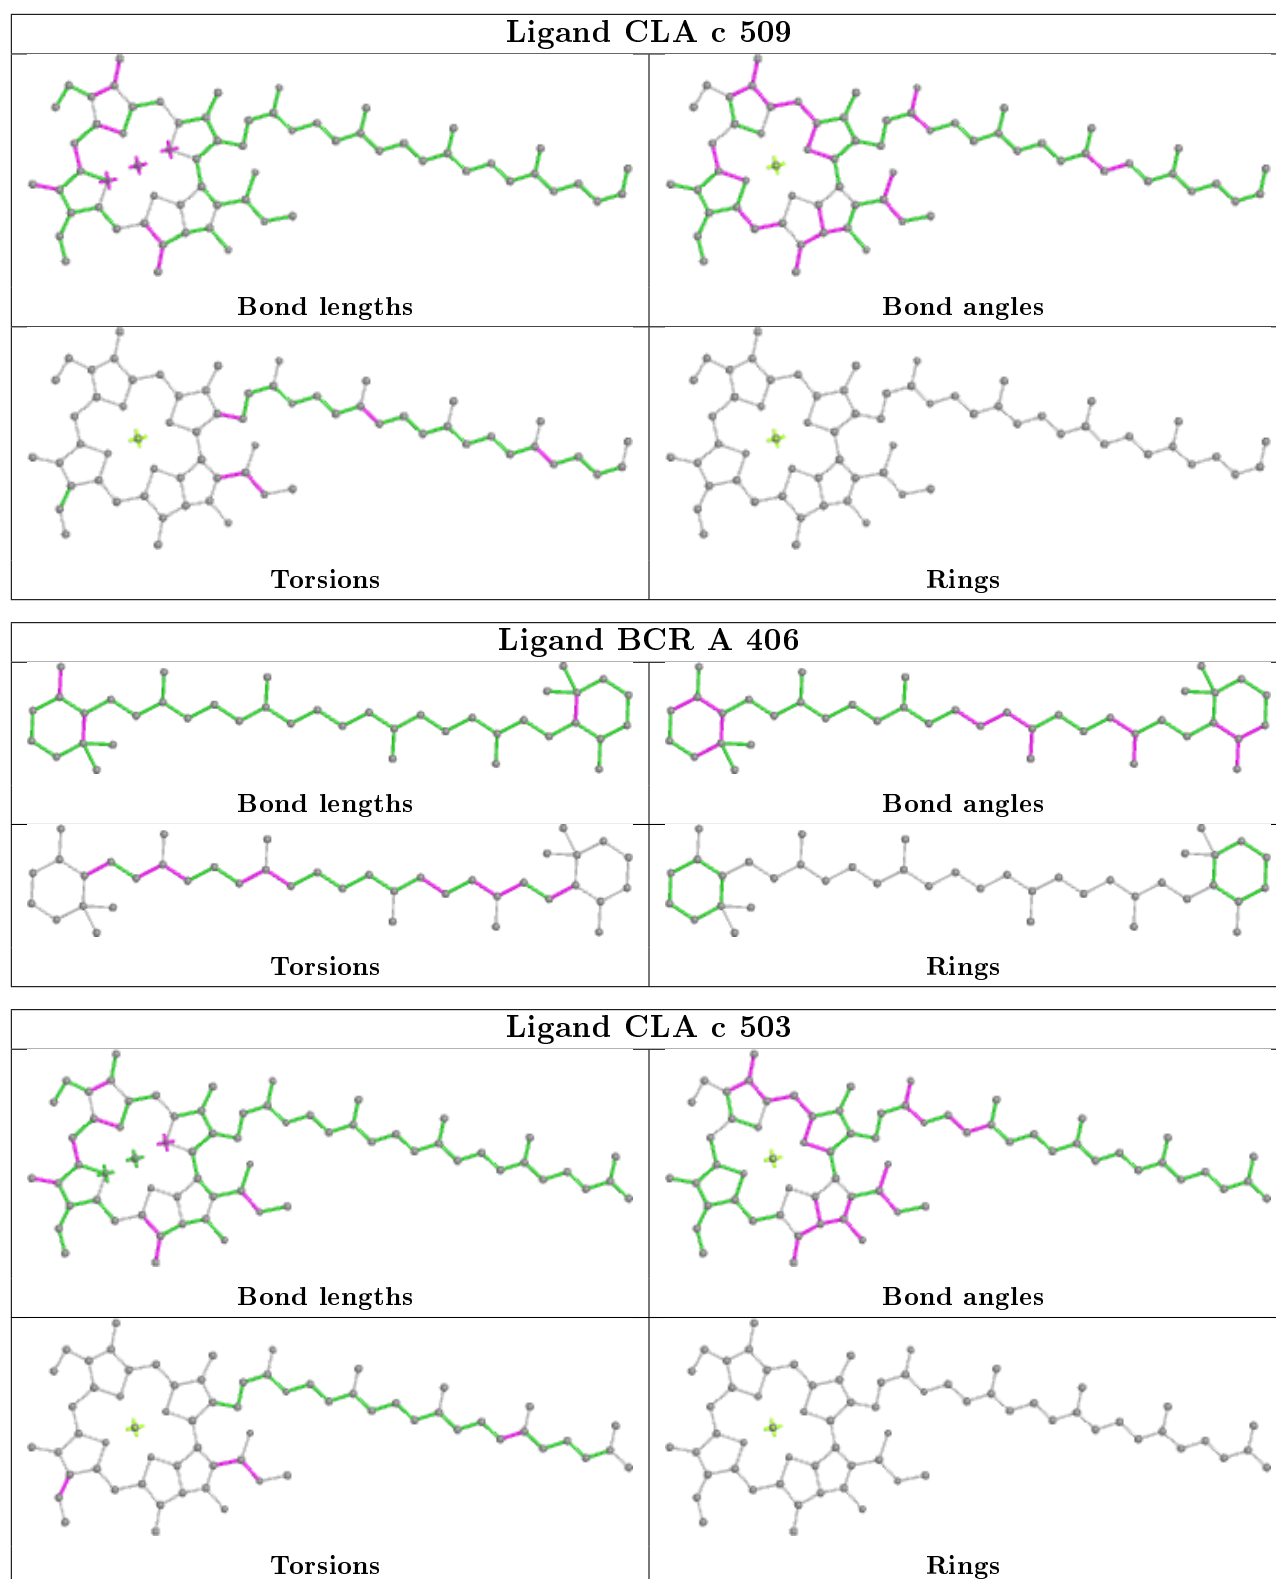 Ligand CLA c 509
Bond lengths
Bond angles
Torsions
Rings
Ligand BCR A 406
Bond lengths
Bond angles
Torsions
Rings
Ligand CLA c 503
Bond lengths
Bond angles
Torsions
Rings